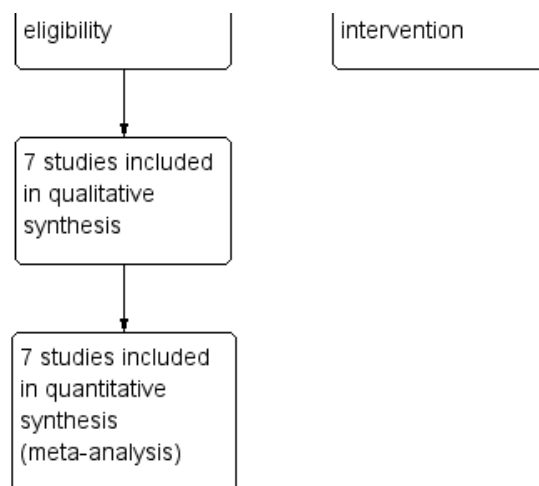 eligibility
intervention
7 studies included
in qualitative
synthesis
7 studies included
in quantitative
synthesis
(meta-analysis)